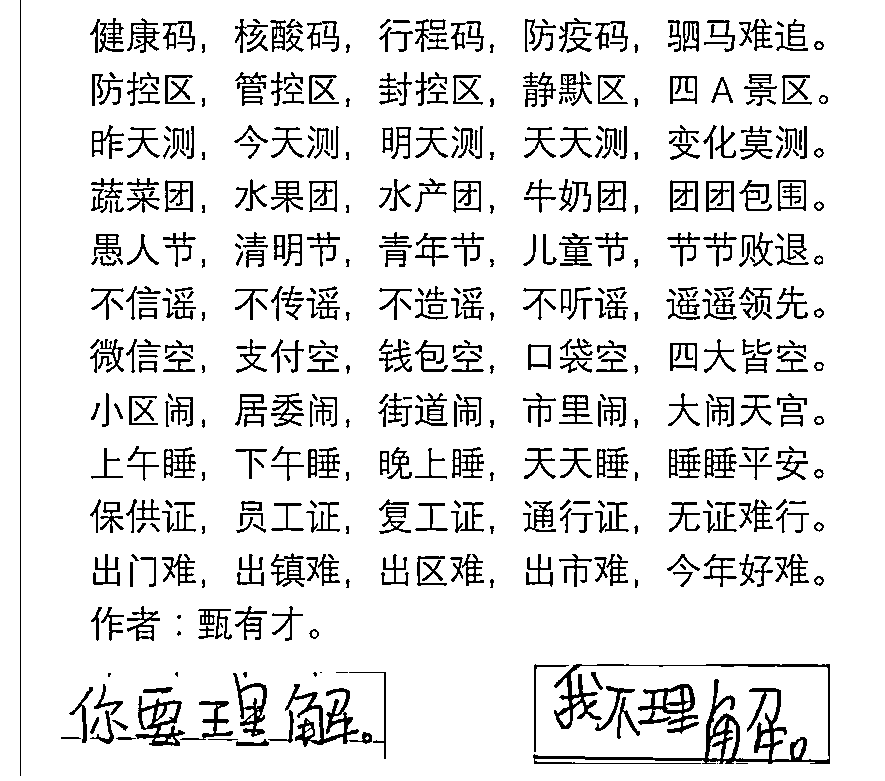 健康码，核酸码，行程码，防疫码，驷马难追。
防控区，管控区，封控区，静默区，四 A 景区。
昨天测，今天测，明天测，天天测，变化莫测。
蔬菜团，水果团，水产团，牛奶团，团团包围。
愚人节，清明节，青年节，儿童节，节节败退。
不信谣，不传谣，不造谣，不听谣，遥遥领先。
微信空，支付空，钱包空，口袋空，四大皆空。
小区闹，居委闹，街道闹，市里闹，大闹天宫。
上午睡，下午睡，晚上睡，天天睡，睡睡平安。
保供证，员工证，复工证，通行证，无证难行。
出门难，出镇难，出区难，出市难，今年好难。
作者：甄有才。
你要理解。
我不理解。